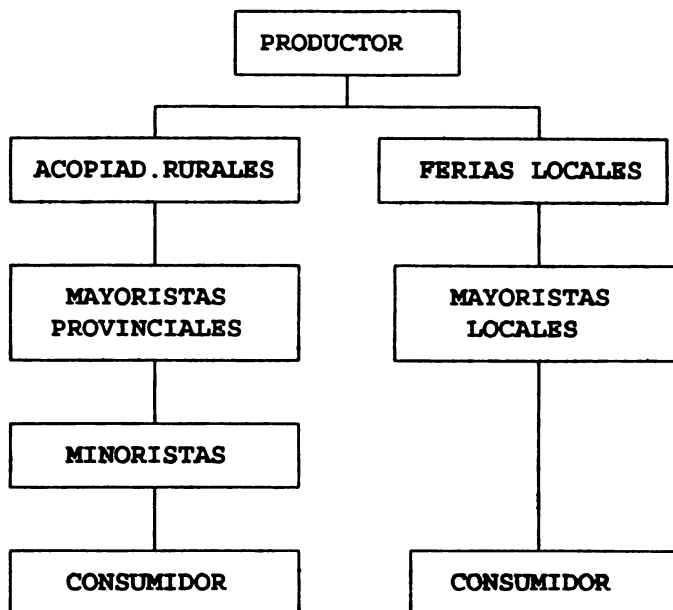 PRODUCTOR
ACOPIAD.RURALES
FERIAS LOCALES
MAYORISTAS
PROVINCIALES
MAYORISTAS
LOCALES
MINORISTAS
CONSUMIDOR
CONSUMIDOR